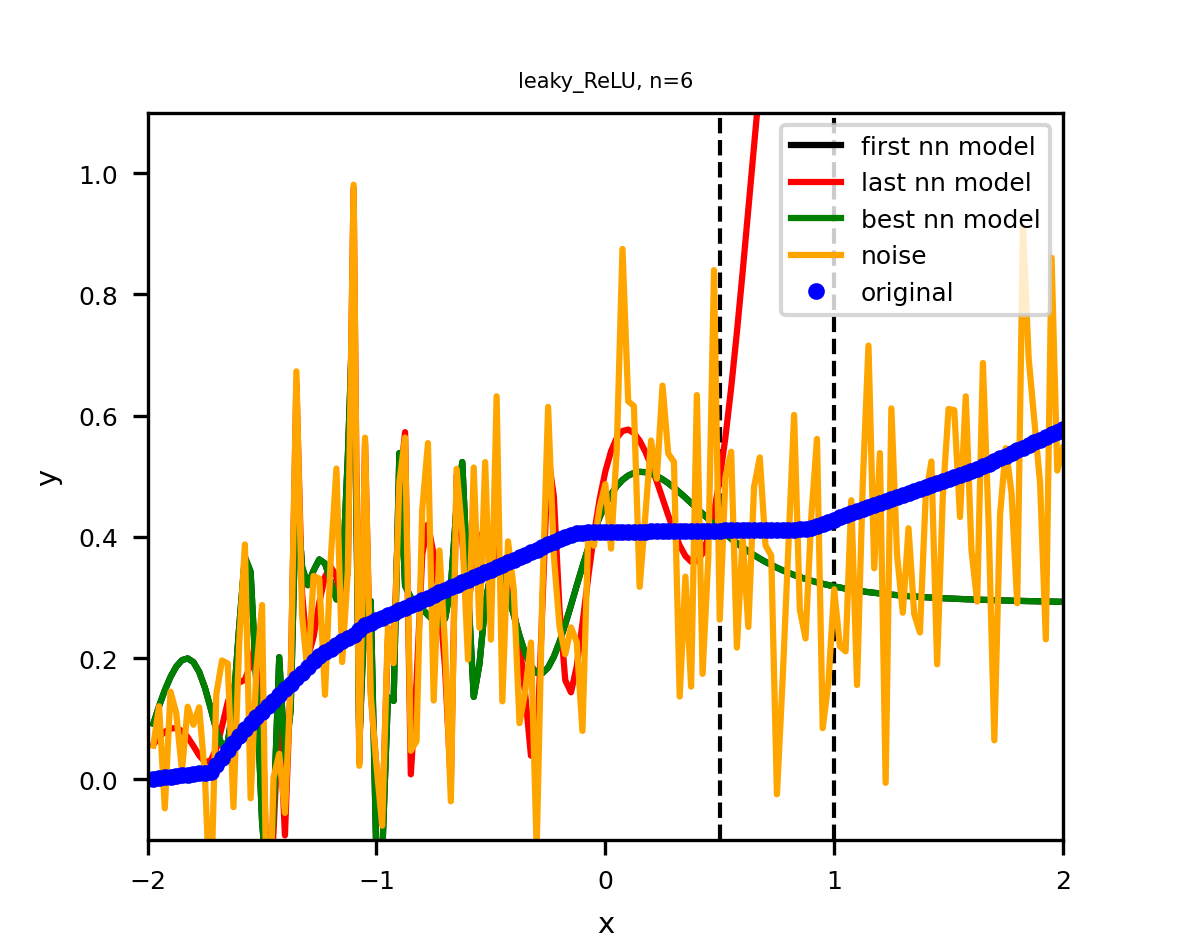 leaky_ReLU, n=6
first nn model
last nn model
best nn model
noise
original
1.0
0.8
0.6
0.4
0.2
0.0
y
−2
−1
0
1
2
x